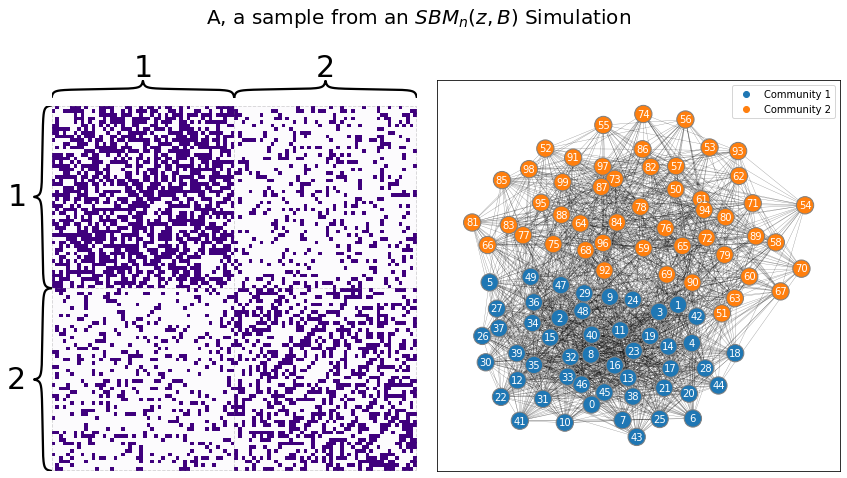 A, a sample from an $SBM_n(z, B)$ Simulation
1 2
Community 1
Community 2
1
2
74
55 56
52 86 53 93
91
98 97 82 57
85 99 73 62
87 50
95 61 71 54
88 78 94 80
81 83 64 84 76
77 72 89
66 75 68 96 59 65 58
79
92 69 60 70
5 49 47 90 67
29 9 24 63
36 3 1
27 48 51
34 2 42
37 11
26 15 40 19
4
39 32 8 23 14 18
30 35 16 17 28
12 33 46 13
44
22 31 45 38 21 20
0
41 10 7 25 6
43